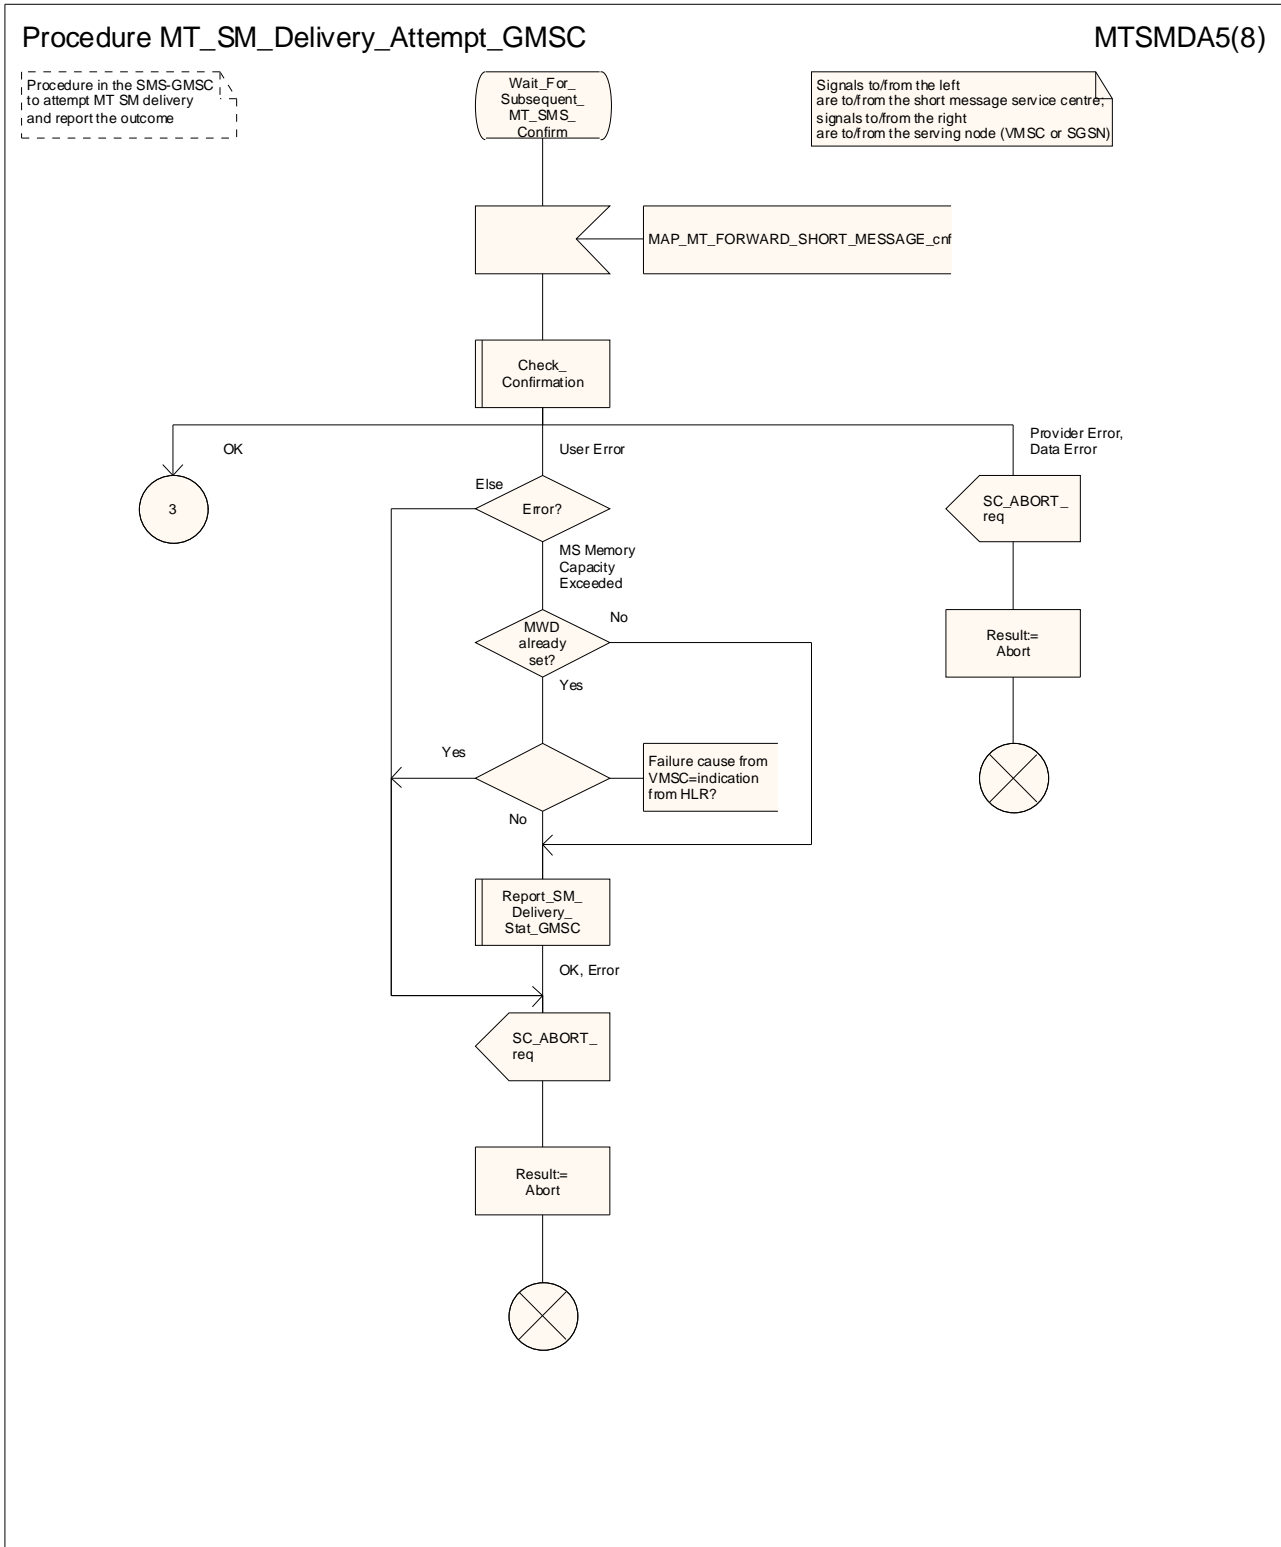 Procedure MT_SM_Delivery_Attempt_GMSC
MTSMDA5(8)
Procedure in the SMS-GMSC
to attempt MT SM delivery
and report the outcome
Wait_For_
Subsequent_
MT_SMS_
Confirm
Signals to/from the left
are to/from the short message service centre;
signals to/from the right
are to/from the serving node (VMSC or SGSN)
MAP_MT_FORWARD_SHORT_MESSAGE_cnf
Check_
Confirmation
OK
User Error
Provider Error,
Data Error
3
Else
Error?
SC_ABORT_
req
MS Memory
Capacity
Exceeded
MWD
already
set?
No
Result:=
Abort
Yes
Yes
Failure cause from
VMSC=indication
from HLR?
No
Report_SM_
Delivery_
Stat_GMSC
OK, Error
SC_ABORT_
req
Result:=
Abort